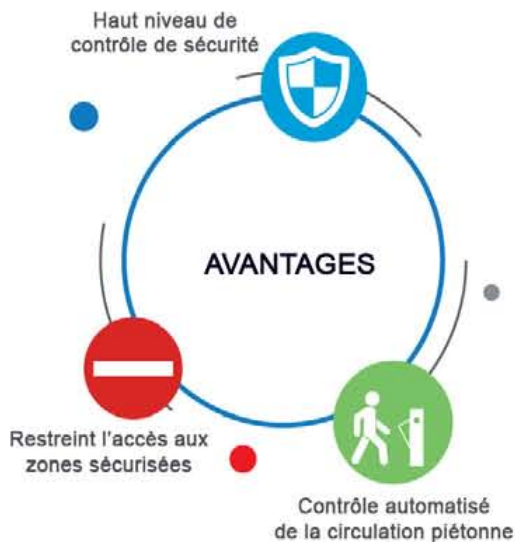 Haut niveau de
contrôle de sécurité
AVANTAGES
Restreint l'accès aux
zones sécurisées
Contrôle automatisé
de la circulation piétonne